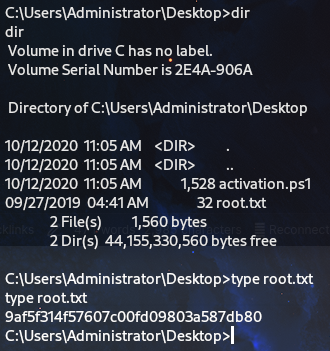 C:\Users\Administrator\Desktop>dir
dir
Volume in drive C has no label.
Volume Serial Number is 2E4A-906A
Directory of C:\Users\Administrator\Desktop
10/12/2020 11:05 AM <DIR> .
10/12/2020 11:05 AM <DIR> ..
10/12/2020 11:05 AM 1,528 activation.ps1
09/27/2019 04:41 AM 32 root.txt
2 File(s) 1,560 bytes
2 Dir(s) 44,155,330,560 bytes free
C:\Users\Administrator\Desktop>type root.txt
type root.txt
9af5f314f57607c00fd09803a587db80
C:\Users\Administrator\Desktop>